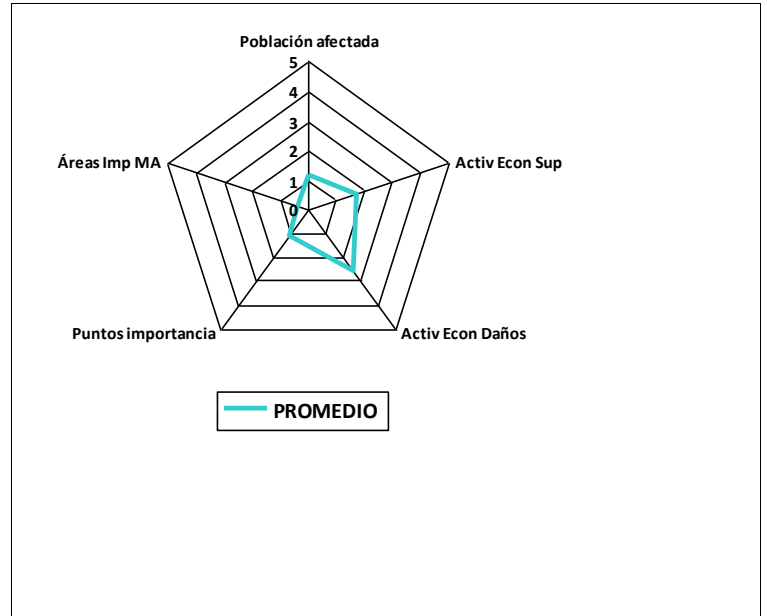 Población afectada
5
4
3
2
1
0
Áreas Imp MA
Activ Econ Sup
Puntos importancia
Activ Econ Daños
PROMEDIO